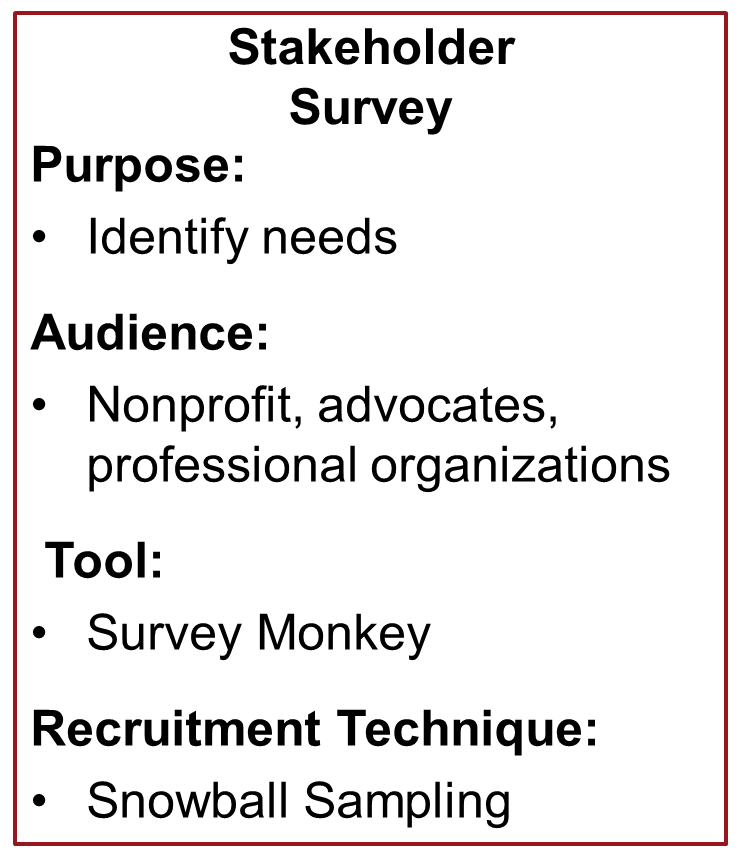 Stakeholder
Survey
Purpose:
• Identify needs
Audience:
• Nonprofit, advocates,
professional organizations
Tool:
• Survey Monkey
Recruitment Technique:
• Snowball Sampling